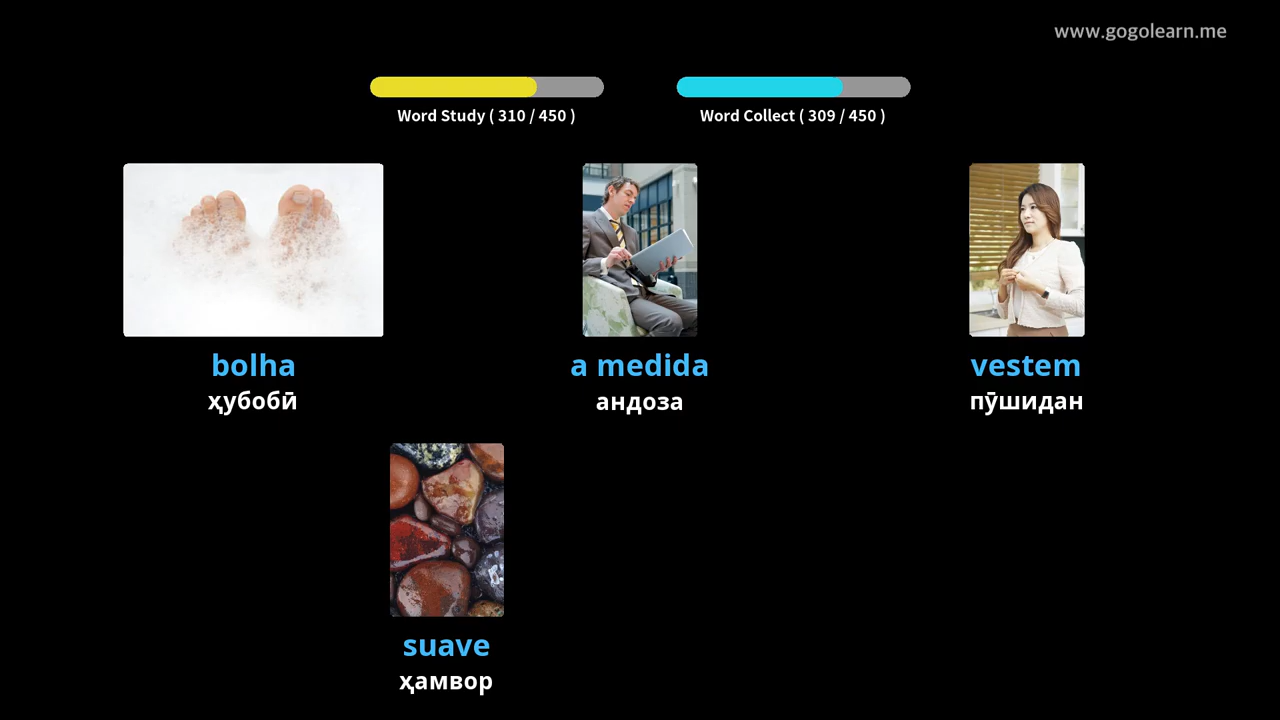 www.gogolearn.me
Word Study ( 310 / 450 )
Word Collect ( 309 / 450 )
bolha
ҳубобӣ
a medida
андоза
vestem
пӯшидан
suave
ҳамвор